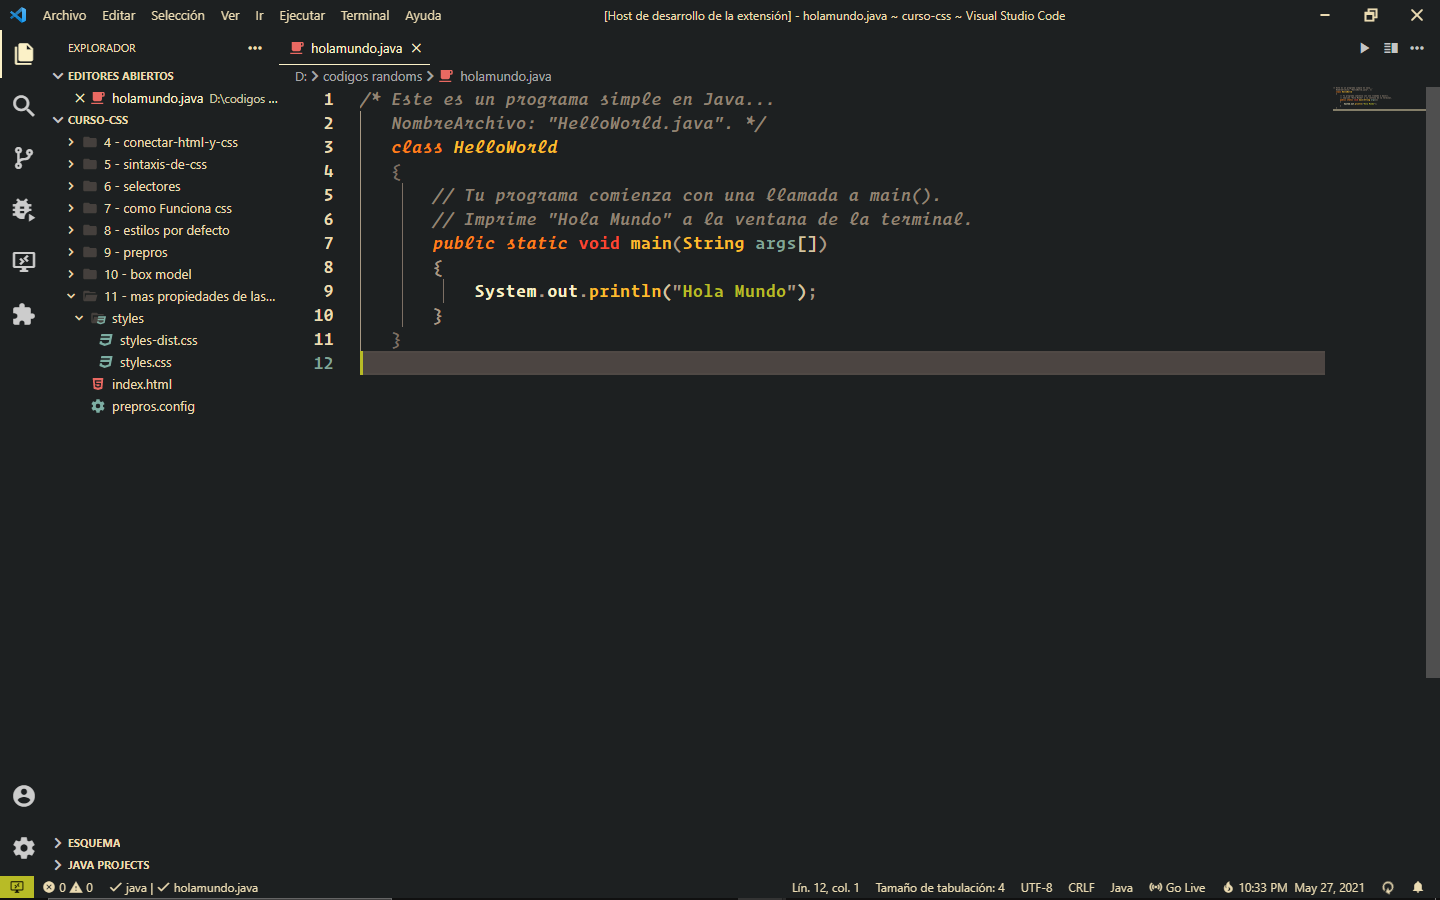 Archivo Editar Selección Ver Ir Ejecutar Terminal Ayuda [Host de desarrollo de la extensión] - holamundo.java ~ curso-css ~ Visual Studio Code
EXPLORADOR
EDITORES ABIERTOS
holamundo.java D:\codigos ...
CURSO-CSS
4 - conectar-html-y-css
5 - sintaxis-de-css
6 - selectores
7 - como Funciona css
8 - estilos por defecto
9 - prepros
10 - box model
11 - mas propiedades de las...
styles
styles-dist.css
styles.css
index.html
prepros.config
ESQUEMA
JAVA PROJECTS
holamundo.java
D: > codigos randoms > holamundo.java
1 /* Este es un programa simple en Java...
2 NombreArchivo: "HelloWorld.java". */
3 class HelloWorld
4 {
5 // Tu programa comienza con una llamada a main().
6 // Imprime "Hola Mundo" a la ventana de la terminal.
7 public static void main(String args[])
8 {
9 System.out.println("Hola Mundo");
10 }
11 }
12
0 0 java | holamundo.java Lín. 12, col. 1 Tamaño de tabulación: 4 UTF-8 CRLF Java Go Live 10:33 PM May 27, 2021